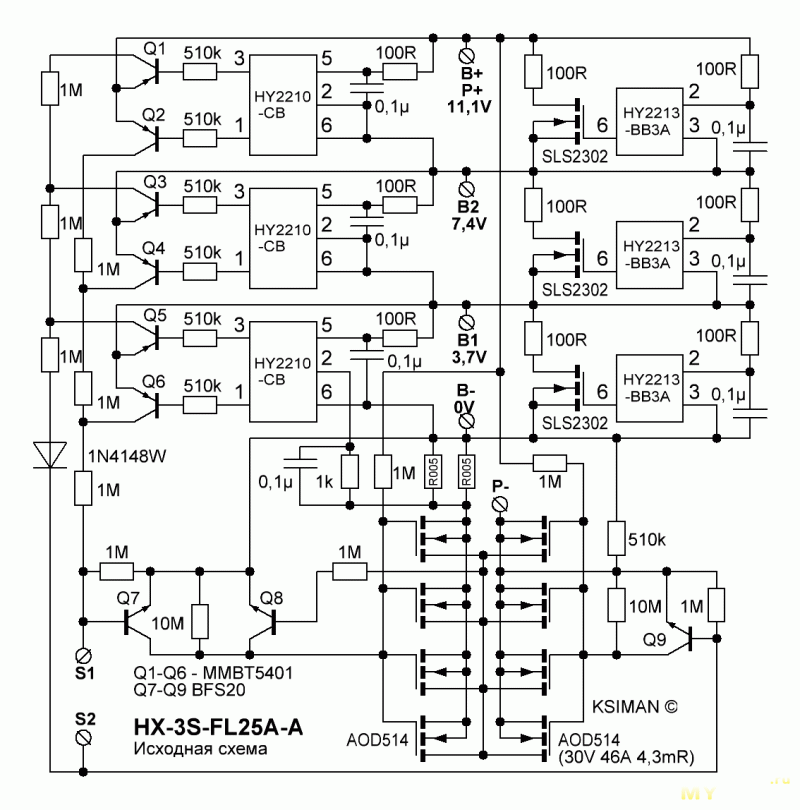 Q1 510k 3 5 100R
B+
P+
11,1V
100R 100R
1M
HY2210
-CB
2
0,1µ
HY2213
-BB3A
2
Q2 510k 1 6
6 3 0,1µ
SLS2302
Q3 510k 3 5 100R
B2
7,4V
100R 100R
1M
HY2210
-CB
2
0,1µ
HY2213
-BB3A
2
Q4 510k 1 6
1M
6 3 0,1µ
SLS2302
Q5 510k 3 5 100R
B1
3,7V
100R 100R
1M
HY2210
-CB
2
0,1µ
HY2213
-BB3A
2
Q6 510k 1 6
1M
B-
0V
6 3 0,1µ
SLS2302
1N4148W
1M
0,1µ 1k 1M R005 R005
P-
1M
510k
1M 1M
Q7 10M Q8
10M 1M
Q9
S1
Q1-Q6 - MMBT5401
Q7-Q9 BFS20
S2
HX-3S-FL25A-A
Исходная схема
AOD514
KSIMAN ©
AOD514
(30V 46A 4,3mR)
MY
.ru